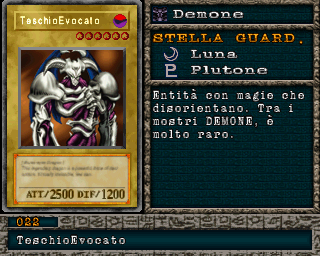 TeschioEvocato
ATT/2500 DIF/1200
Demone
STELLA GUARD.
Luna
Plutone
Entità con magie che
disorientano. Tra i
mostri DEMONE, è
molto raro.
022
TeschioEvocato